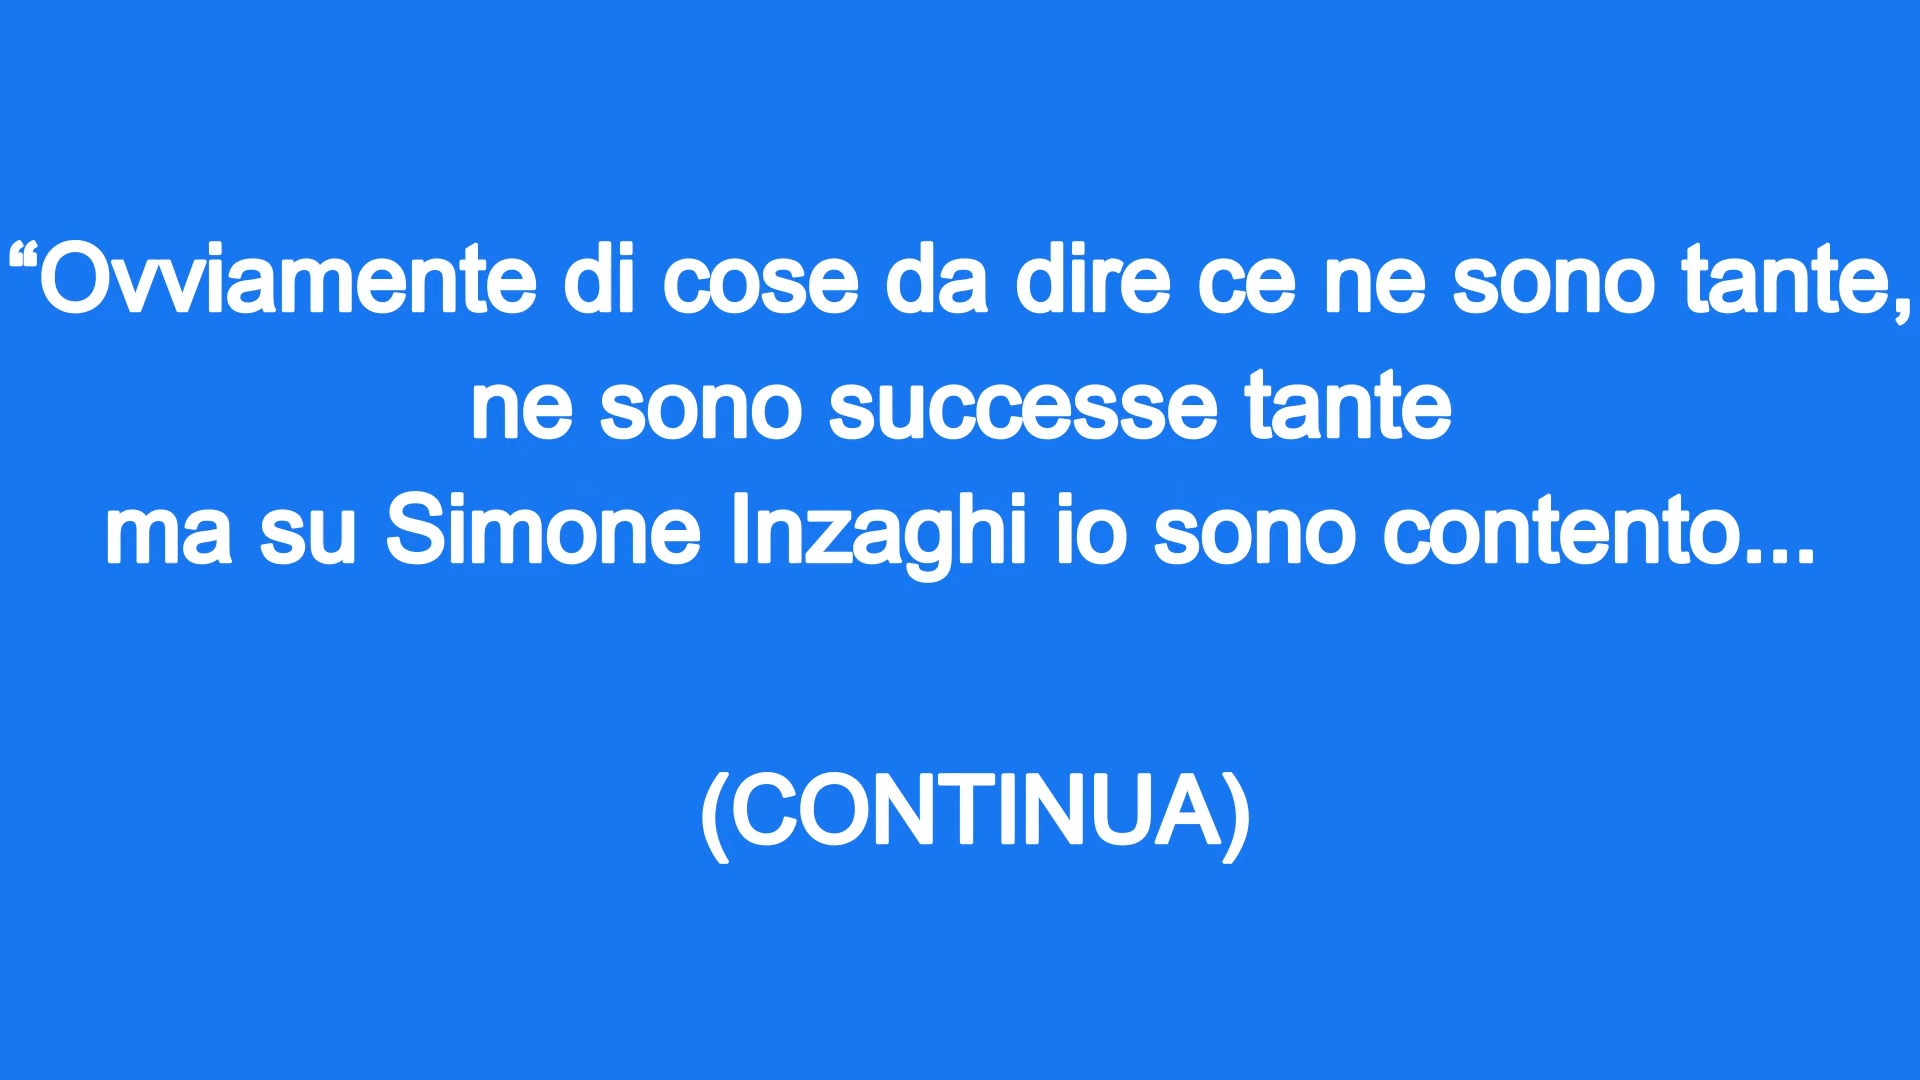 “Ovviamente di cose da dire ce ne sono tante,
ne sono successe tante
ma su Simone Inzaghi io sono contento...
(CONTINUA)